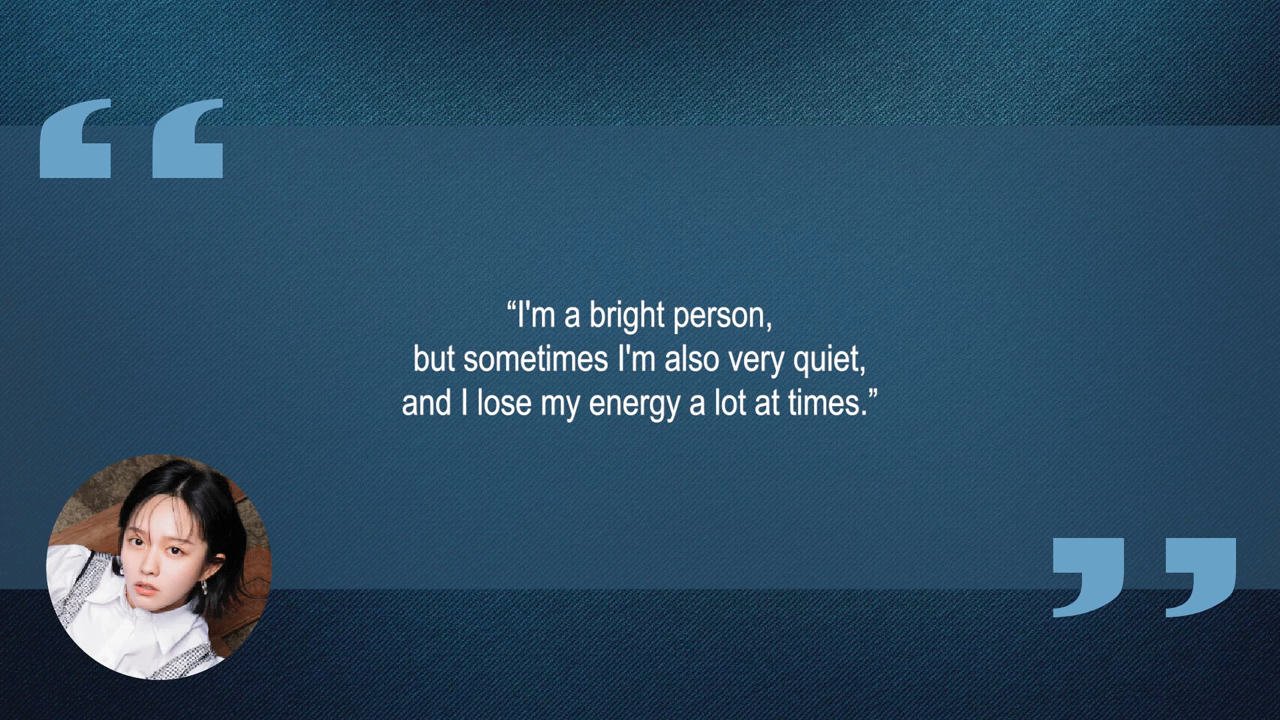 “I'm a bright person,
but sometimes I'm also very quiet,
and I lose my energy a lot at times.”